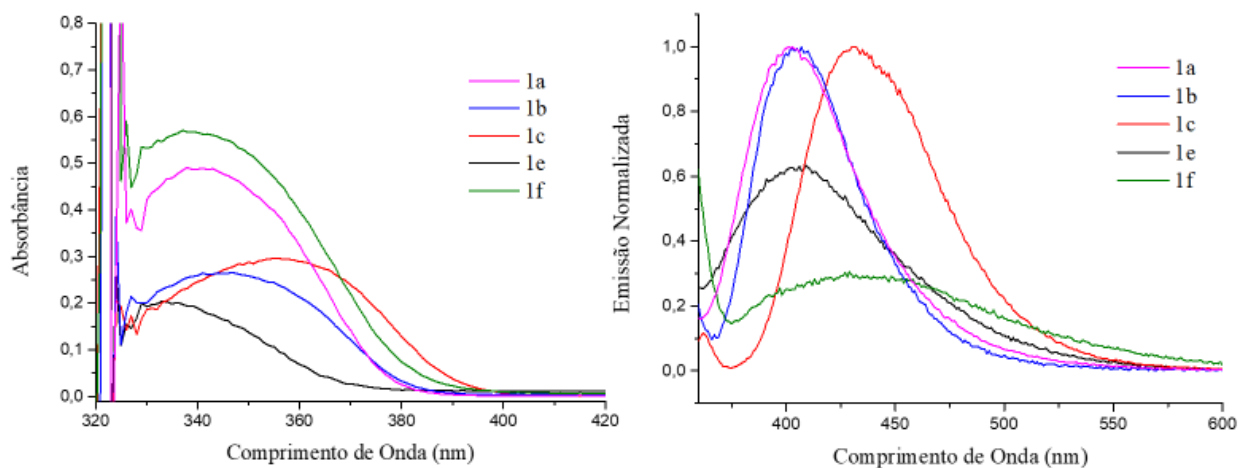 0,8
0,7
0,6
0,5
0,4
0,3
0,2
0,1
0,0
Absorbância
1a
1b
1c
1e
1f
320 340 360 380 400 420
Comprimento de Onda (nm)
1,0
0,8
0,6
0,4
0,2
0,0
Emissão Normalizada
1a
1b
1c
1e
1f
400 450 500 550 600
Comprimento de Onda (nm)